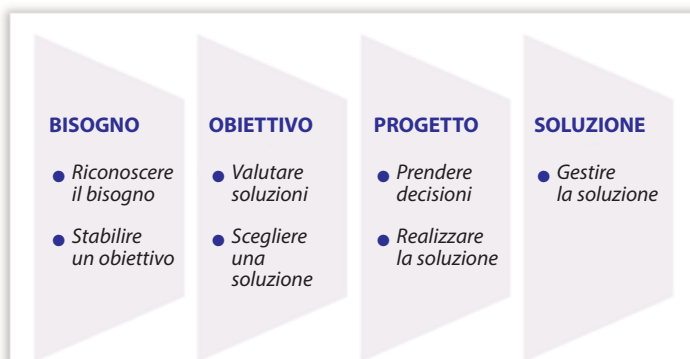 BISOGNO
● Riconoscere
il bisogno
● Stabilire
un obiettivo
OBIETTIVO
● Valutare
soluzioni
● Scegliere
una
soluzione
PROGETTO
● Prendere
decisioni
● Realizzare
la soluzione
SOLUZIONE
● Gestire
la soluzione